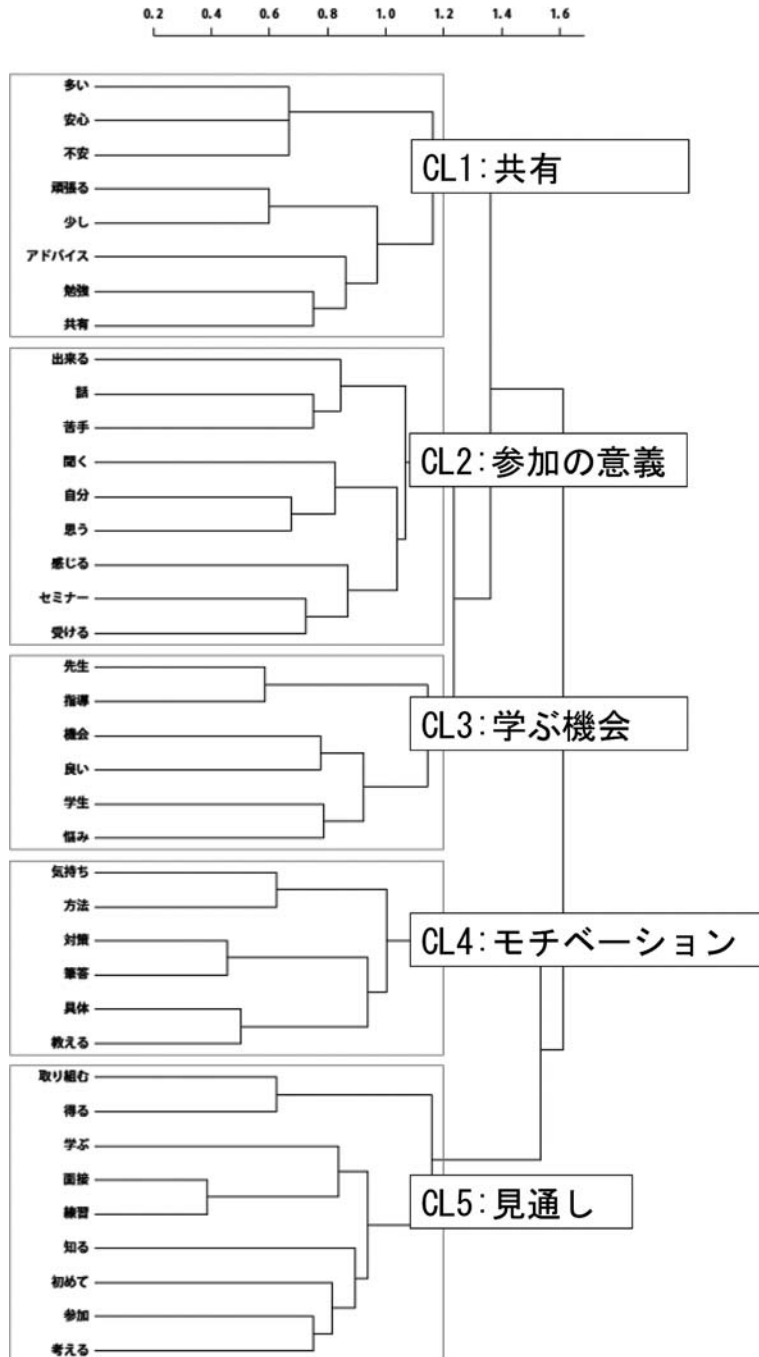 0.2 0.4 0.6 0.8 1.0 1.2 1.4 1.6
多い
安心
不安
頑張る
少し
アドバイス
勉強
共有
CL1:共有
出来る
話
苦手
聞く
自分
思う
感じる
セミナー
受ける
CL2:参加の意義
先生
指導
機会
良い
学生
悩み
CL3:学ぶ機会
気持ち
方法
対策
筆答
具体
教える
CL4:モチベーション
取り組む
得る
学ぶ
面接
練習
知る
初めて
参加
考える
CL5:見通し